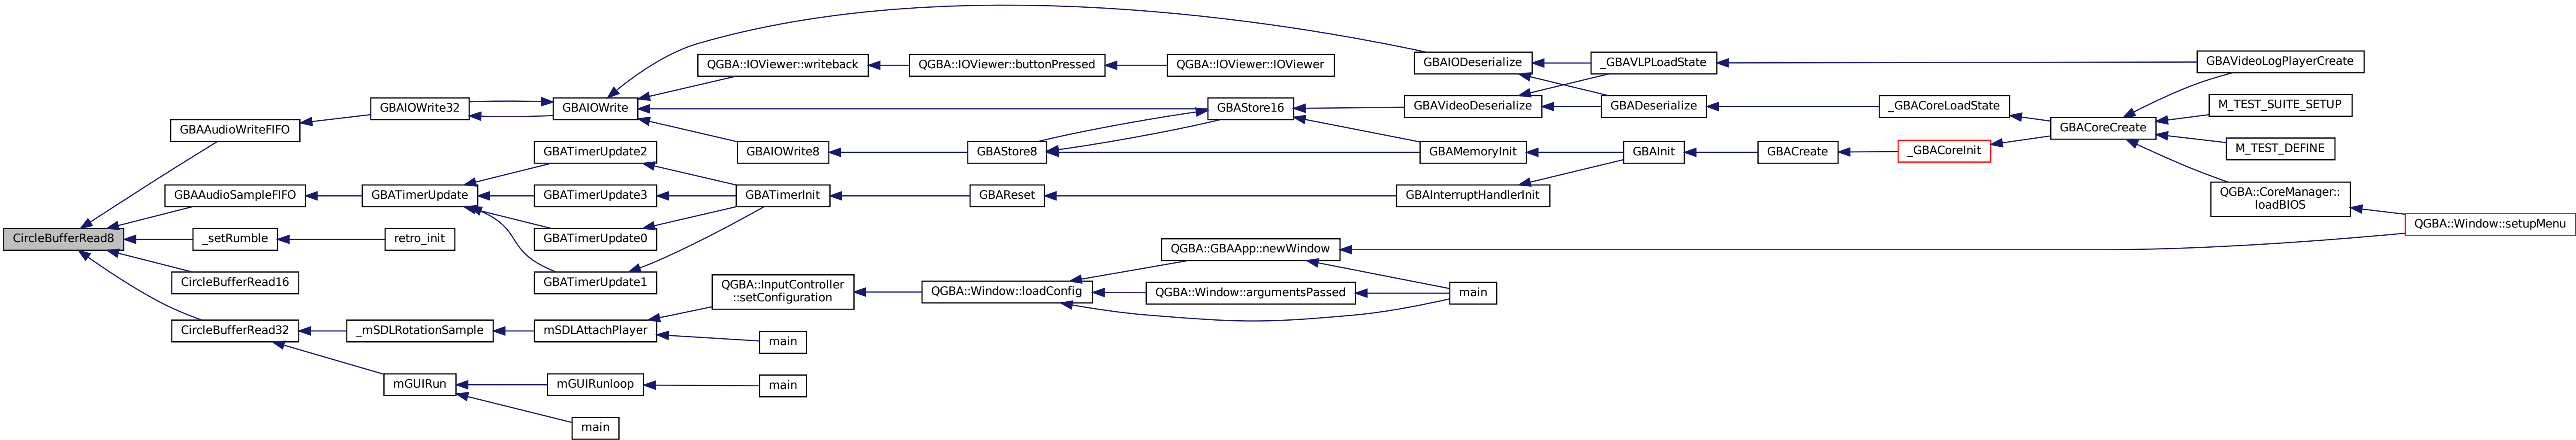 CircleBufferRead8
GBAAudioWriteFIFO
GBAAudioSampleFIFO
_setRumble
CircleBufferRead16
CircleBufferRead32
GBAIOWrite32
GBATimerUpdate
retro_init
_mSDLRotationSample
mGUIRun
GBAIOWrite
GBATimerUpdate2
GBATimerUpdate3
GBATimerUpdate0
GBATimerUpdate1
mSDLAttachPlayer
mGUIRunloop
main
QGBA::IOViewer::writeback
GBAIOWrite8
GBATimerInit
QGBA::InputController
::setConfiguration
main
main
QGBA::IOViewer::buttonPressed
GBAStore8
GBAReset
QGBA::Window::loadConfig
QGBA::IOViewer::IOViewer
GBAStore16
QGBA::GBAApp::newWindow
QGBA::Window::argumentsPassed
GBAIODeserialize
GBAVideoDeserialize
GBAMemoryInit
GBAInterruptHandlerInit
main
_GBAVLPLoadState
GBADeserialize
GBAInit
GBACreate
_GBACoreLoadState
_GBACoreInit
GBACoreCreate
GBAVideoLogPlayerCreate
M_TEST_SUITE_SETUP
M_TEST_DEFINE
QGBA::CoreManager::
loadBIOS
QGBA::Window::setupMenu